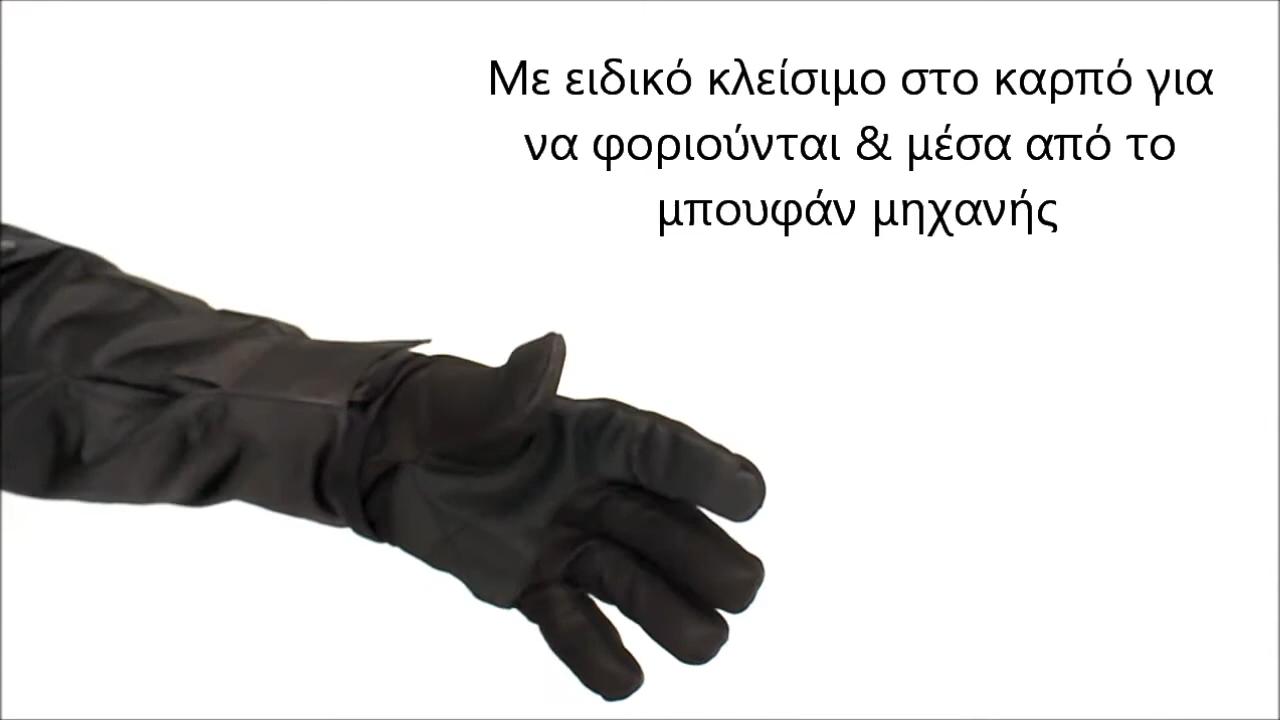 Με ειδικό κλείσιμο στο καρπό για
να φοριούνται & μέσα από το
μπουφάν μηχανής